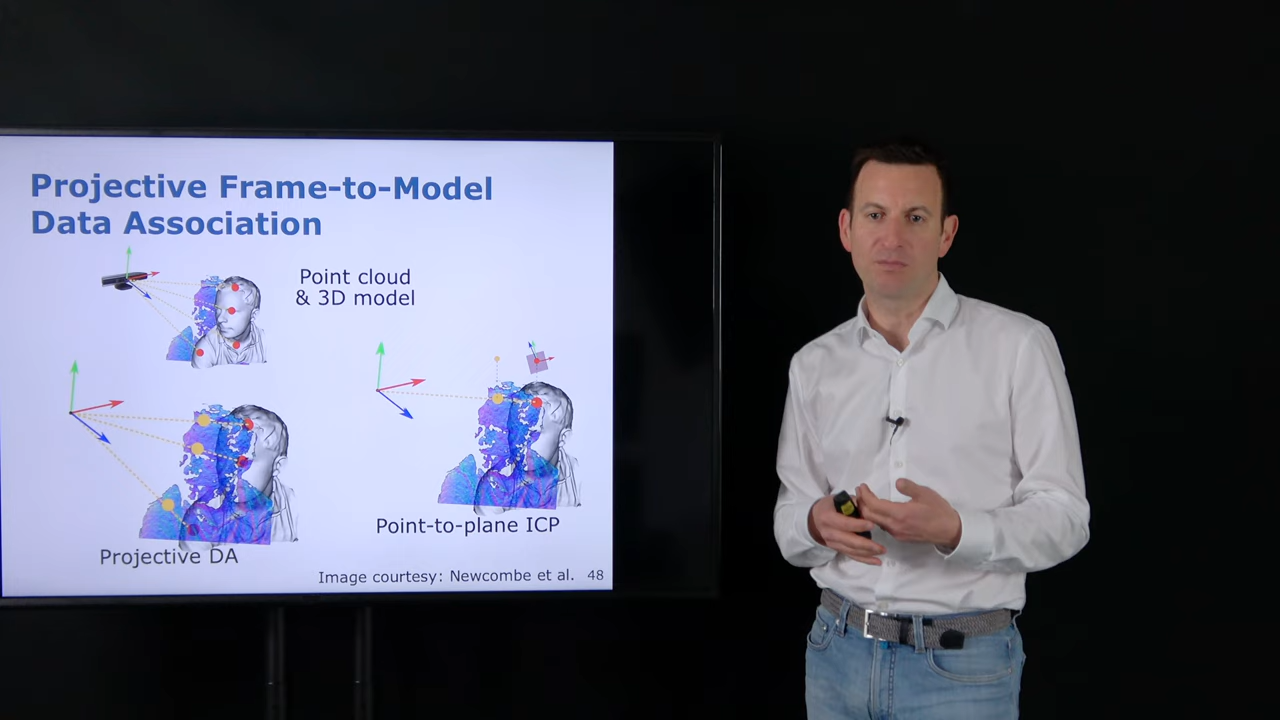 Projective Frame-to-Model
Data Association
Point cloud
& 3D model
Point-to-plane ICP
Projective DA
Image courtesy: Newcombe et al. 48